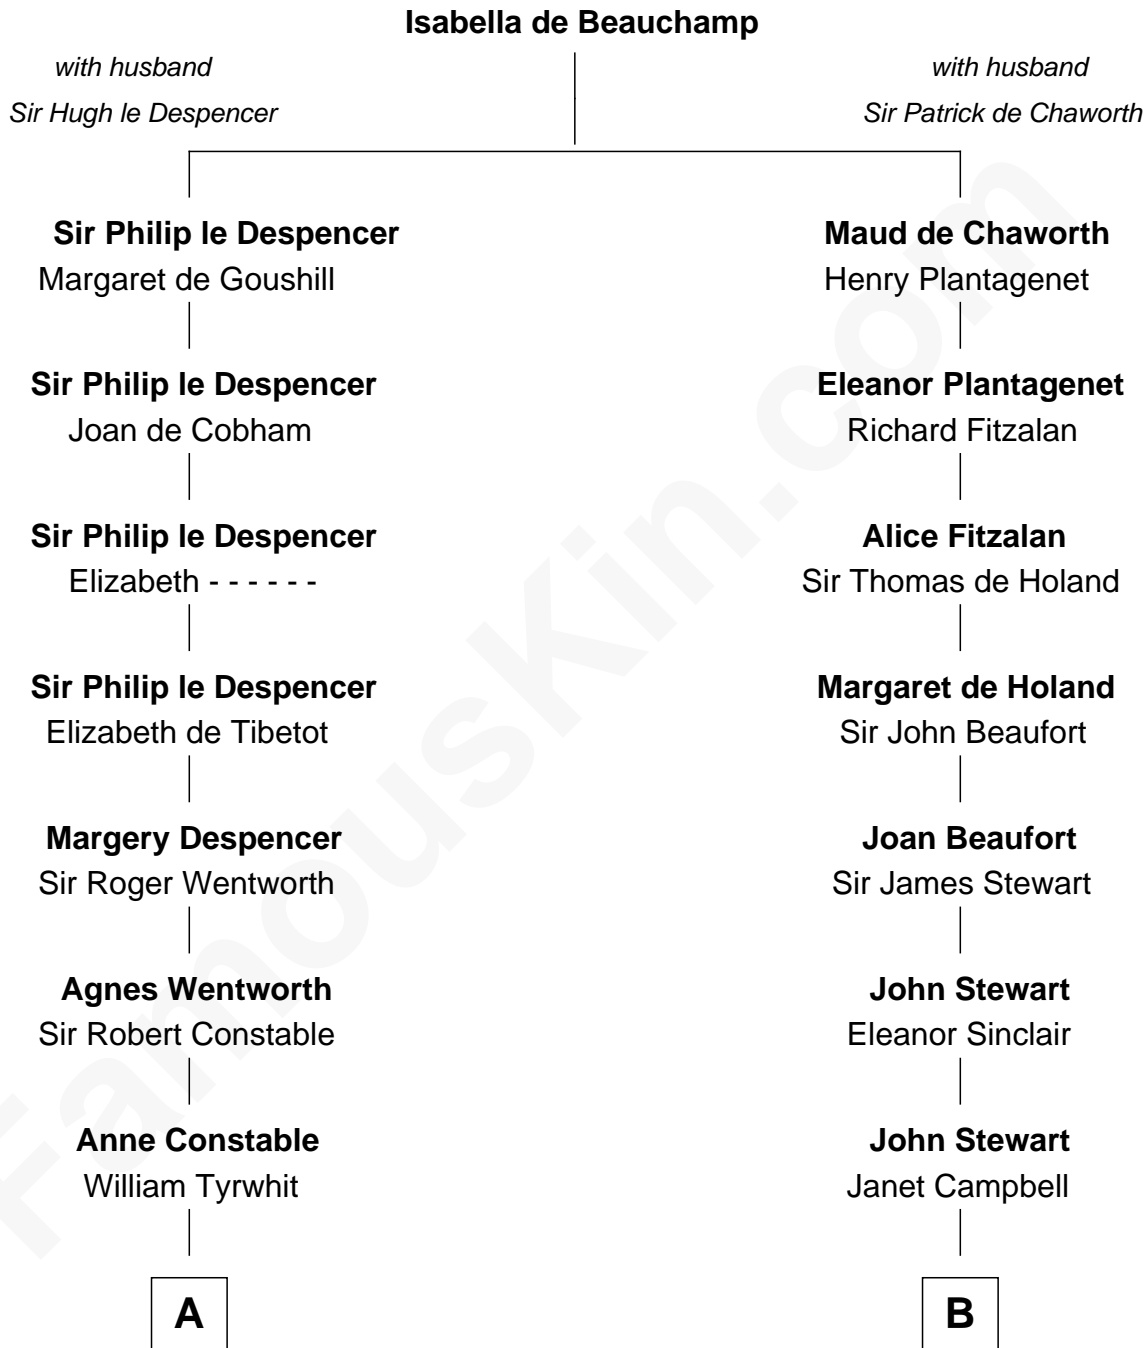 Isabella de Beauchamp
with husband
Sir Hugh le Despencer
with husband
Sir Patrick de Chaworth
Sir Philip le Despencer
Margaret de Goushill
Maud de Chaworth
Henry Plantagenet
Sir Philip le Despencer
Joan de Cobham
Eleanor Plantagenet
Richard Fitzalan
Sir Philip le Despencer
Elizabeth - - - - - -
Alice Fitzalan
Sir Thomas de Holand
Sir Philip le Despencer
Elizabeth de Tibetot
Margaret de Holand
Sir John Beaufort
Margery Despencer
Sir Roger Wentworth
Joan Beaufort
Sir James Stewart
Agnes Wentworth
Sir Robert Constable
John Stewart
Eleanor Sinclair
Anne Constable
William Tyrwhit
John Stewart
Janet Campbell
A
B
FamousKin.com